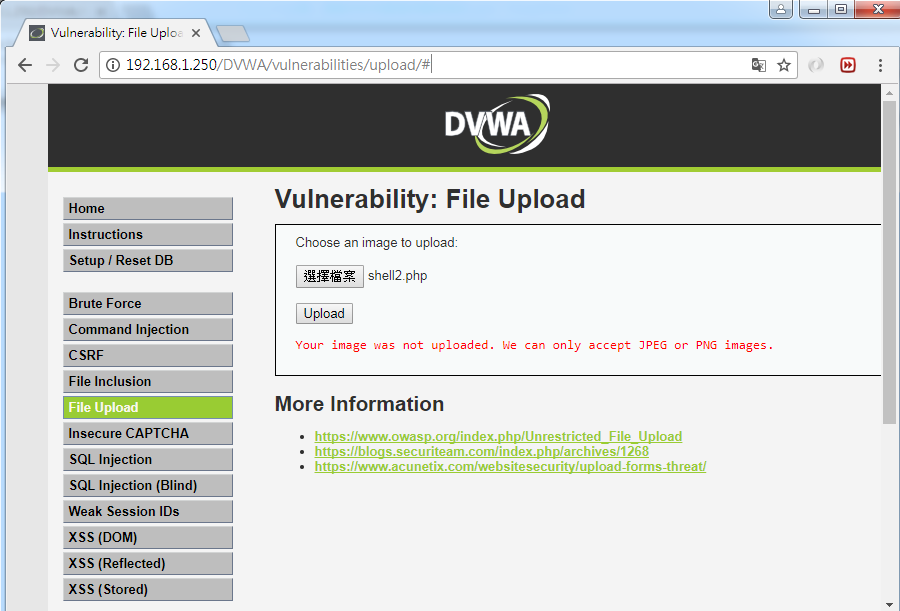 Vulnerability: File Uploa
192.168.1.250/DVWA/vulnerabilities/upload/#
DVWA
Home
Instructions
Setup / Reset DB
Brute Force
Command Injection
CSRF
File Inclusion
File Upload
Insecure CAPTCHA
SQL Injection
SQL Injection (Blind)
Weak Session IDs
XSS (DOM)
XSS (Reflected)
XSS (Stored)
Vulnerability: File Upload
Choose an image to upload:
選擇檔案 shell2.php
Upload
Your image was not uploaded. We can only accept JPEG or PNG images.
More Information
https://www.owasp.org/index.php/Unrestricted_File_Upload
https://blogs.securiteam.com/index.php/archives/1268
https://www.acunetix.com/websitesecurity/upload-forms-threat/